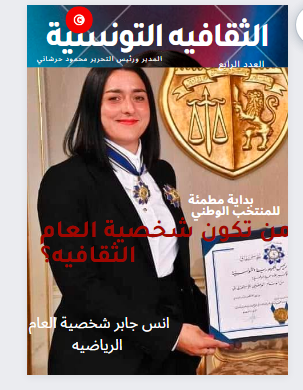 الثقافيه التونسية
المدير ورئيس التحرير محمود حرشاني
العدد الرابع
بداية مطمئة
للمنتخب الوطني
من تكون شخصية العام
الثقافيه؟
انس جابر شخصية العام
الرياضيه